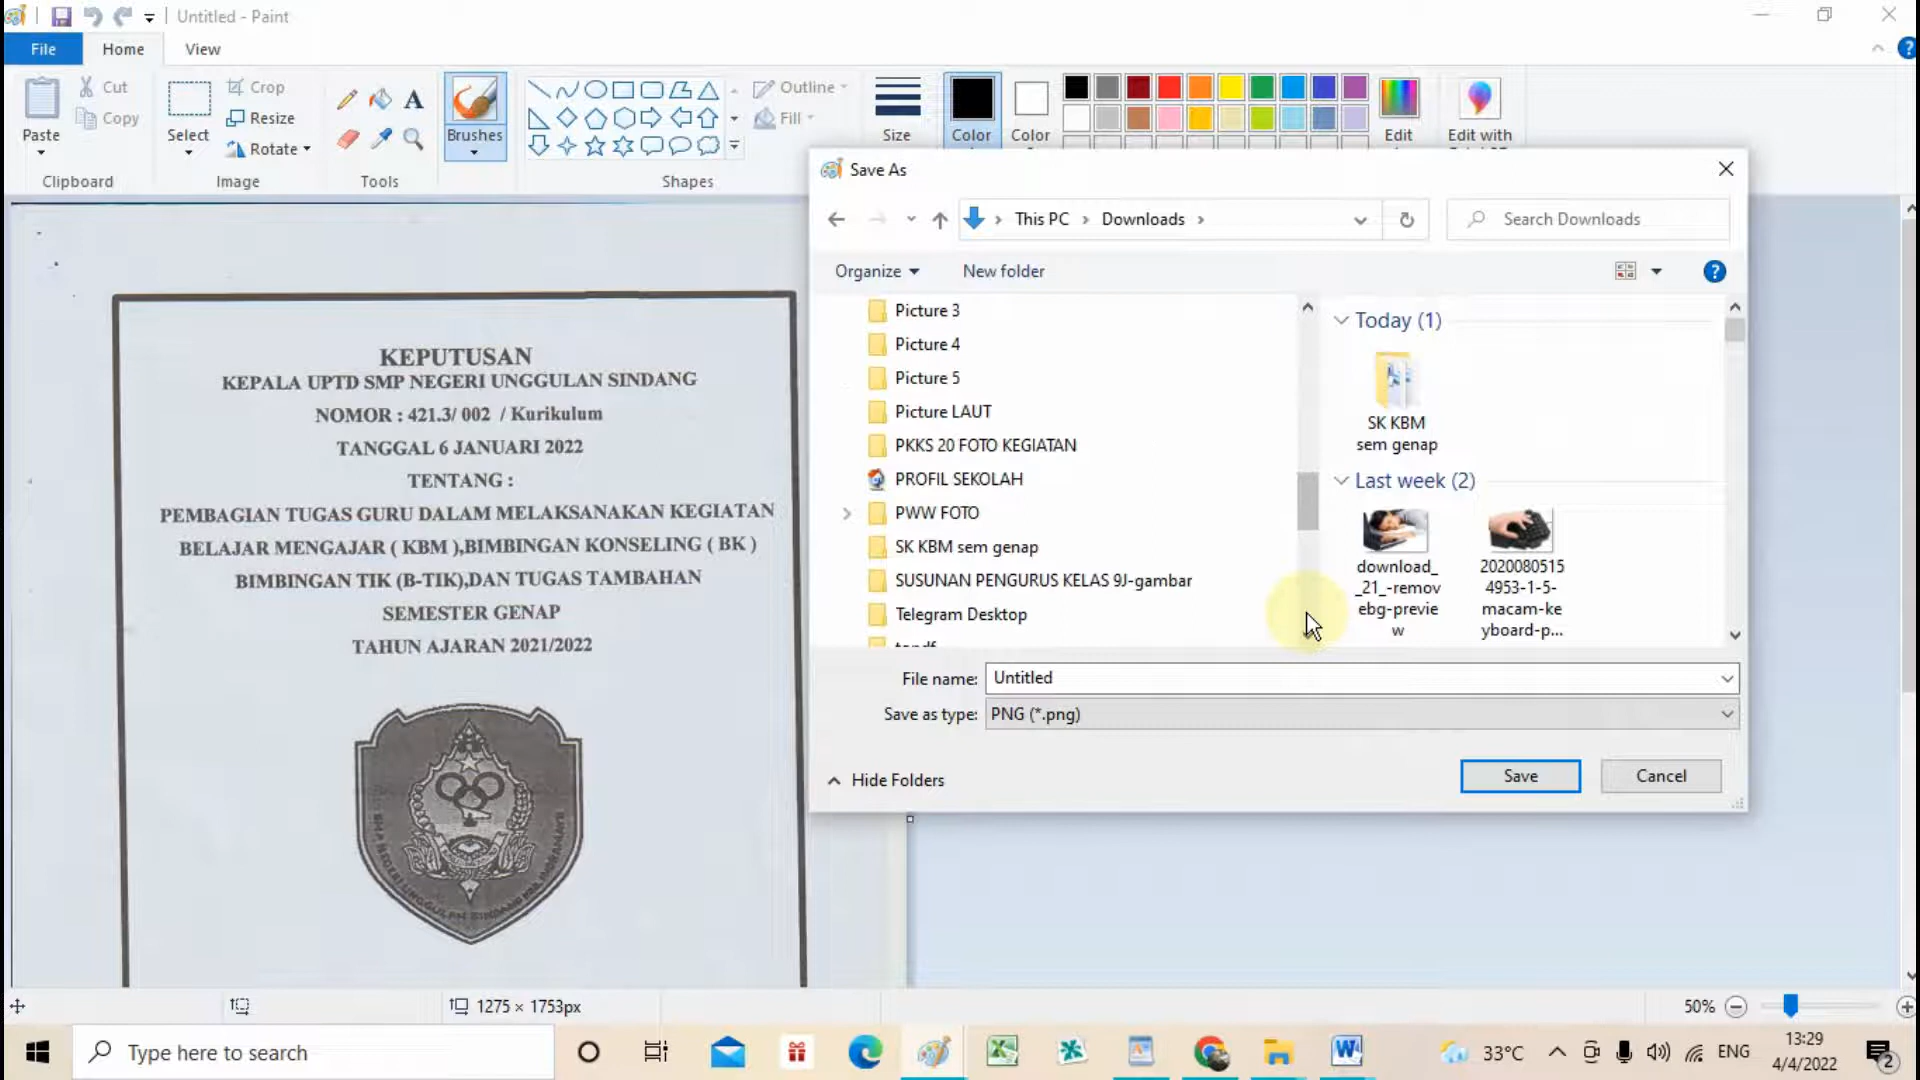 Untitled - Paint
File
Home
View
Cut
Copy
Paste
Clipboard
Select
Crop
Resize
Rotate
Image
Tools
Brushes
Shapes
Outline
Fill
Size
Color
Color
Edit
Edit with
KEPUTUSAN
KEPALA UPTD SMP NEGERI UNGGULAN SINDANG
NOMOR : 421.3/ 002 / Kurikulum
TANGGAL 6 JANUARI 2022
TENTANG :
PEMBAGIAN TUGAS GURU DALAM MELAKSANAKAN KEGIATAN
BELAJAR MENGAJAR ( KBM ),BIMBINGAN KONSELING ( BK )
BIMBINGAN TIK (B-TIK),DAN TUGAS TAMBAHAN
SEMESTER GENAP
TAHUN AJARAN 2021/2022
Save As
This PC
Downloads
Search Downloads
Organize
New folder
Picture 3
Picture 4
Picture 5
Picture LAUT
PKKS 20 FOTO KEGIATAN
PROFIL SEKOLAH
PWW FOTO
SK KBM sem genap
SUSUNAN PENGURUS KELAS 9J-gambar
Telegram Desktop
Today (1)
SK KBM
sem genap
Last week (2)
download_
_21_-remov
ebg-previe
w
2020080515
4953-1-5-
macam-ke
yboard-p...
File name:
Untitled
Save as type:
PNG (*.png)
Hide Folders
Save
Cancel
1275 × 1753px
50%
Type here to search
33°C
ENG
13:29
4/4/2022
2